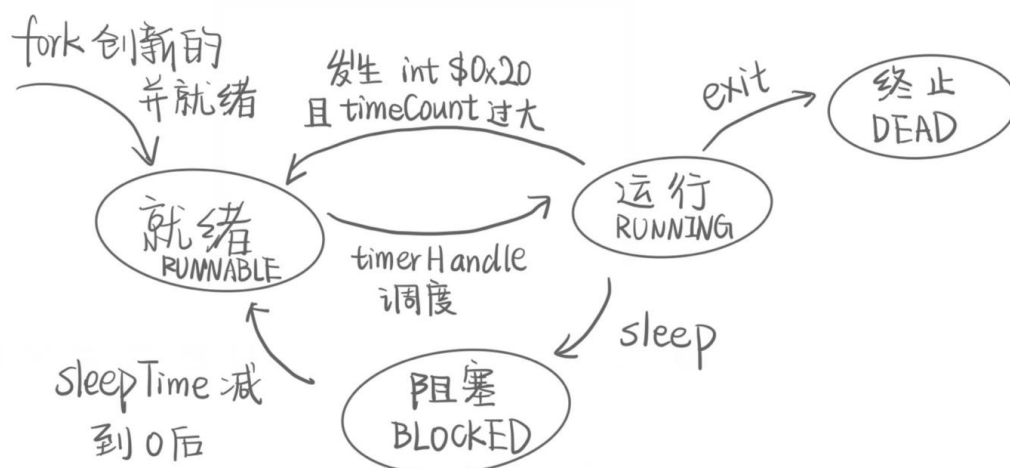 fork 创新的
并就绪
发生 int $0x20
且 timeCount 过大
exit
终止
DEAD
就绪
RUNNABLE
运行
RUNNING
timerHandle
调度
sleep
sleepTime 减
到 0 后
阻塞
BLOCKED